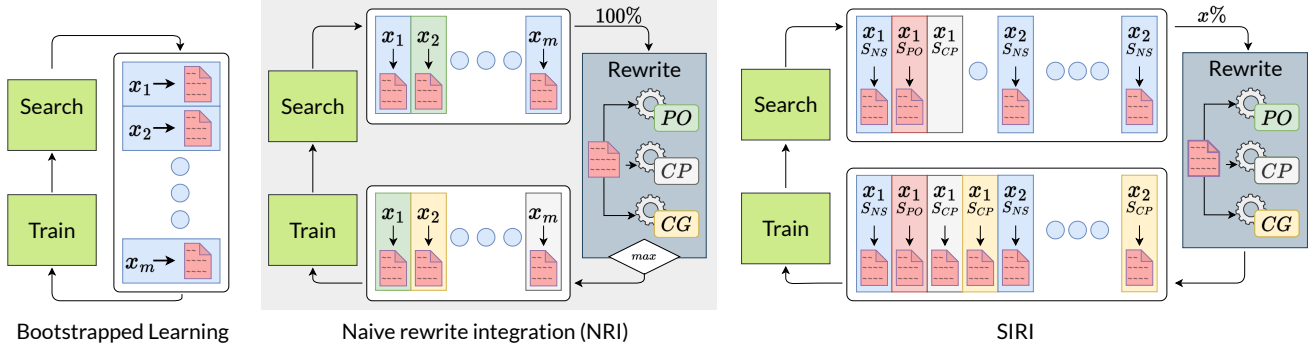 Search
Train
x1
x2
xm
Bootstrapped Learning
Search
Train
x1 x2 xm
100%
Rewrite
PO
CP
CG
max
x1 x2 xm
Naive rewrite integration (NRI)
Search
Train
x1 x1 x1 x2 x2
SNS SPO SCP SNS SNS
x%
Rewrite
PO
CP
CG
x1 x1 x1 x1 x2 x2
SNS SPO SCP SCP SNS SCP
SIRI